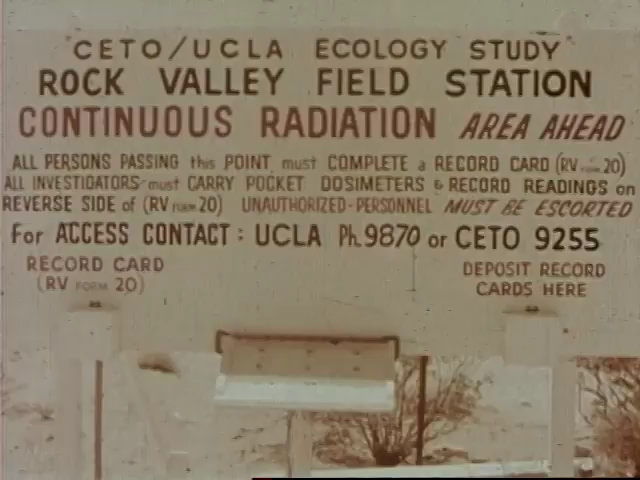 "CETO/UCLA ECOLOGY STUDY"
ROCK VALLEY FIELD STATION
CONTINUOUS RADIATION AREA AHEAD
ALL PERSONS PASSING this POINT must COMPLETE a RECORD CARD (RV FORM 20)
ALL INVESTIGATORS must CARRY POCKET DOSIMETERS & RECORD READINGS on
REVERSE SIDE of (RV FORM 20) UNAUTHORIZED-PERSONNEL MUST BE ESCORTED
For ACCESS CONTACT: UCLA Ph. 9870 or CETO 9255
RECORD CARD
(RV FORM 20)
DEPOSIT RECORD
CARDS HERE